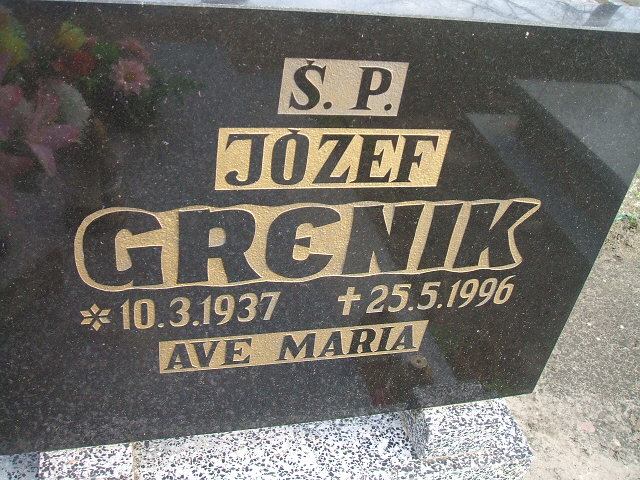 Ś. P.
JÓZEF
GRENIK
* 10.3.1937 † 25.5.1996
AVE MARIA